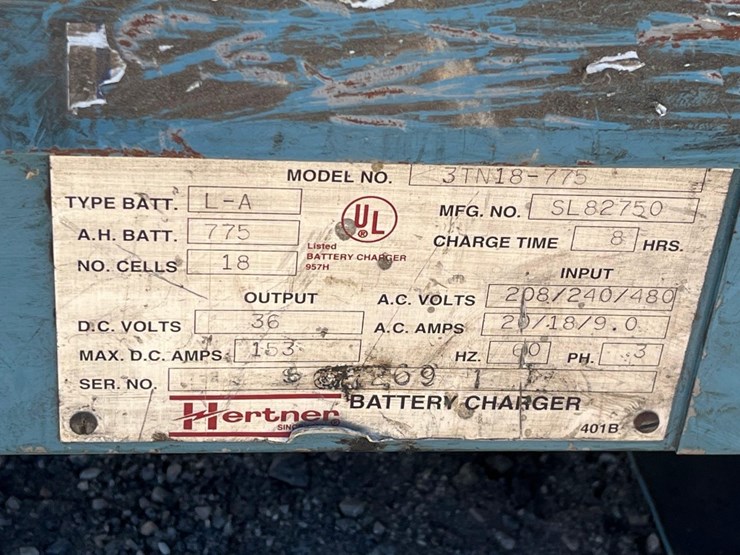 MODEL NO. 3TN18-775
TYPE BATT. L-A
MFG. NO. SL82750
A.H. BATT. 775
UL
®
Listed
BATTERY CHARGER
957H
CHARGE TIME 8 HRS.
NO. CELLS 18
INPUT
OUTPUT
A.C. VOLTS 208/240/480
D.C. VOLTS 36
A.C. AMPS 20/18/9.0
MAX. D.C. AMPS 153
HZ. 60 PH. 3
SER. NO.
Hertner BATTERY CHARGER
401B